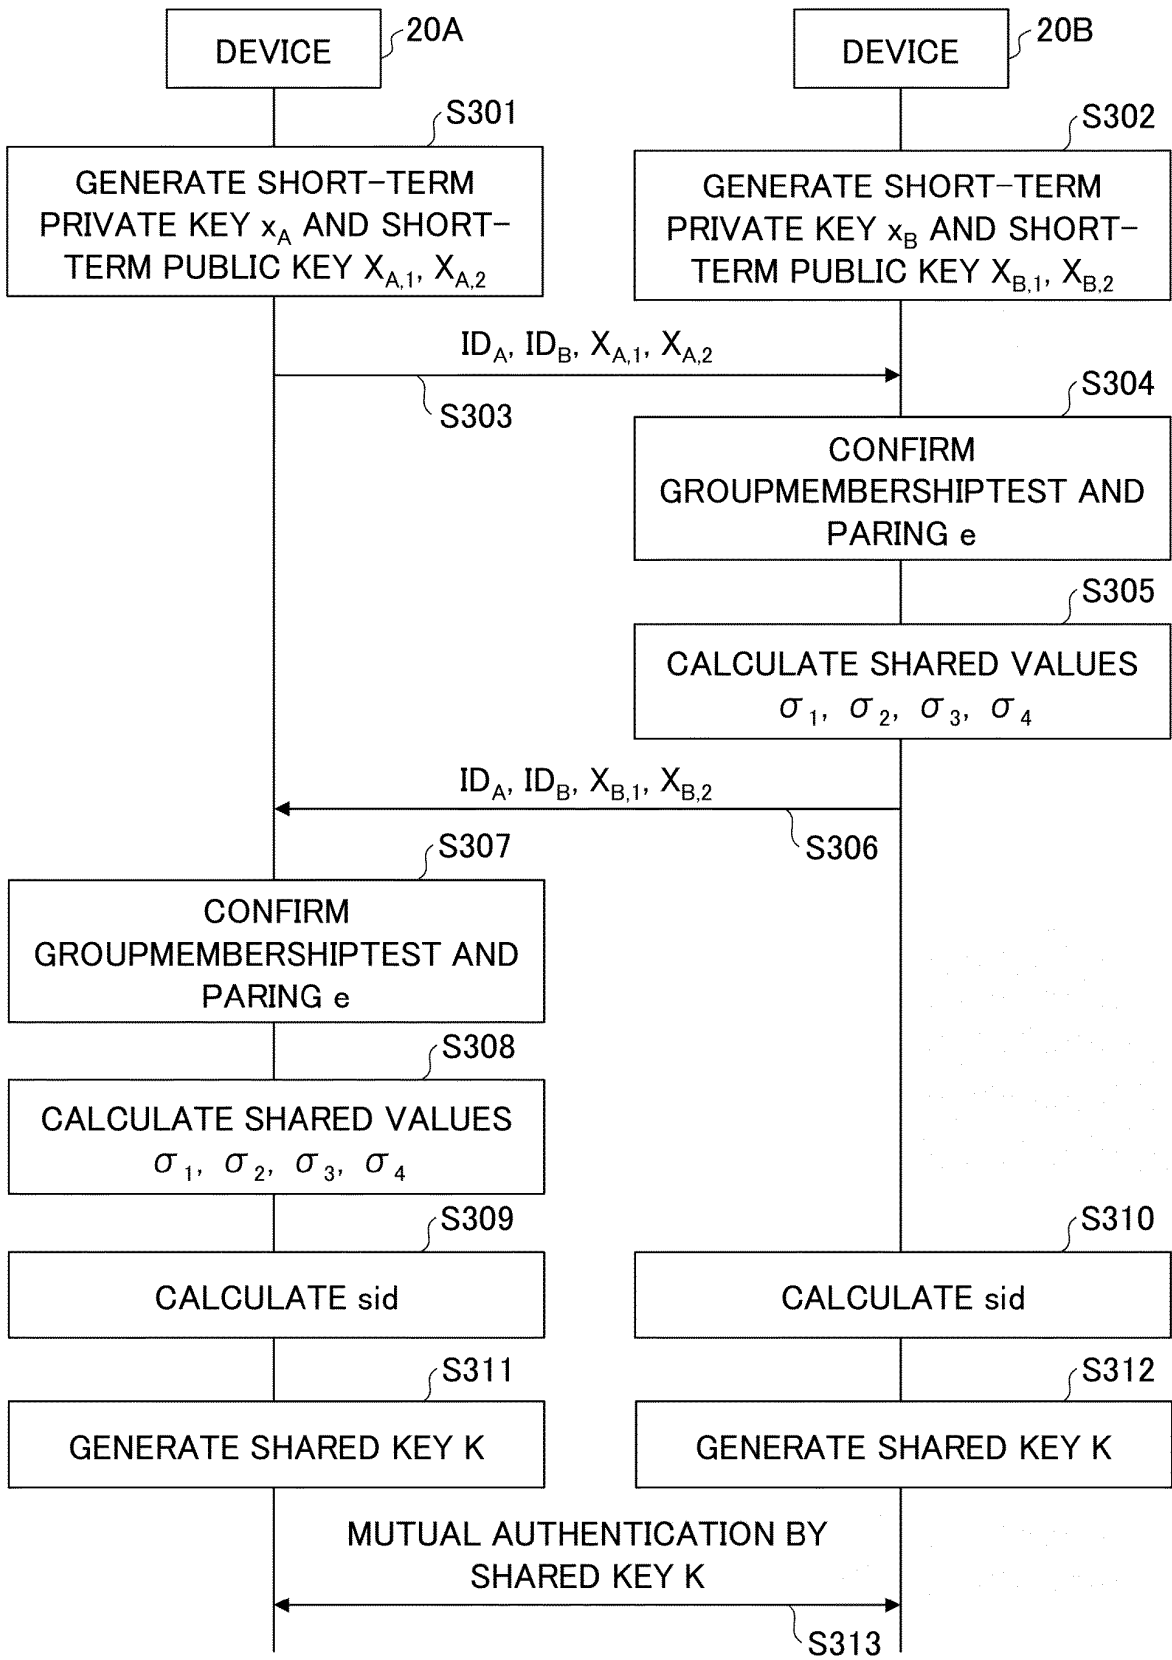 DEVICE
20A
DEVICE
20B
S301
GENERATE SHORT-TERM
PRIVATE KEY xA AND SHORT-
TERM PUBLIC KEY XA,1, XA,2
S302
GENERATE SHORT-TERM
PRIVATE KEY xB AND SHORT-
TERM PUBLIC KEY XB,1, XB,2
IDA, IDB, XA,1, XA,2
S303
S304
CONFIRM
GROUPMEMBERSHIPTEST AND
PARING e
S305
CALCULATE SHARED VALUES
σ1, σ2, σ3, σ4
IDA, IDB, XB,1, XB,2
S306
S307
CONFIRM
GROUPMEMBERSHIPTEST AND
PARING e
S308
CALCULATE SHARED VALUES
σ1, σ2, σ3, σ4
S309
CALCULATE sid
S310
CALCULATE sid
S311
GENERATE SHARED KEY K
S312
GENERATE SHARED KEY K
MUTUAL AUTHENTICATION BY
SHARED KEY K
S313